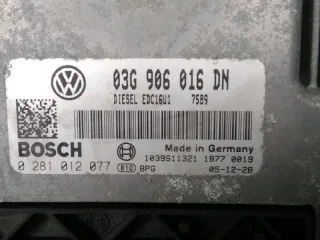 03G 906 016 DN
DIESEL EDC16U1 7589
BOSCH
Made in Germany
1039S11321 1877 0019
0 281 012 077 E10 BPG 05-12-28